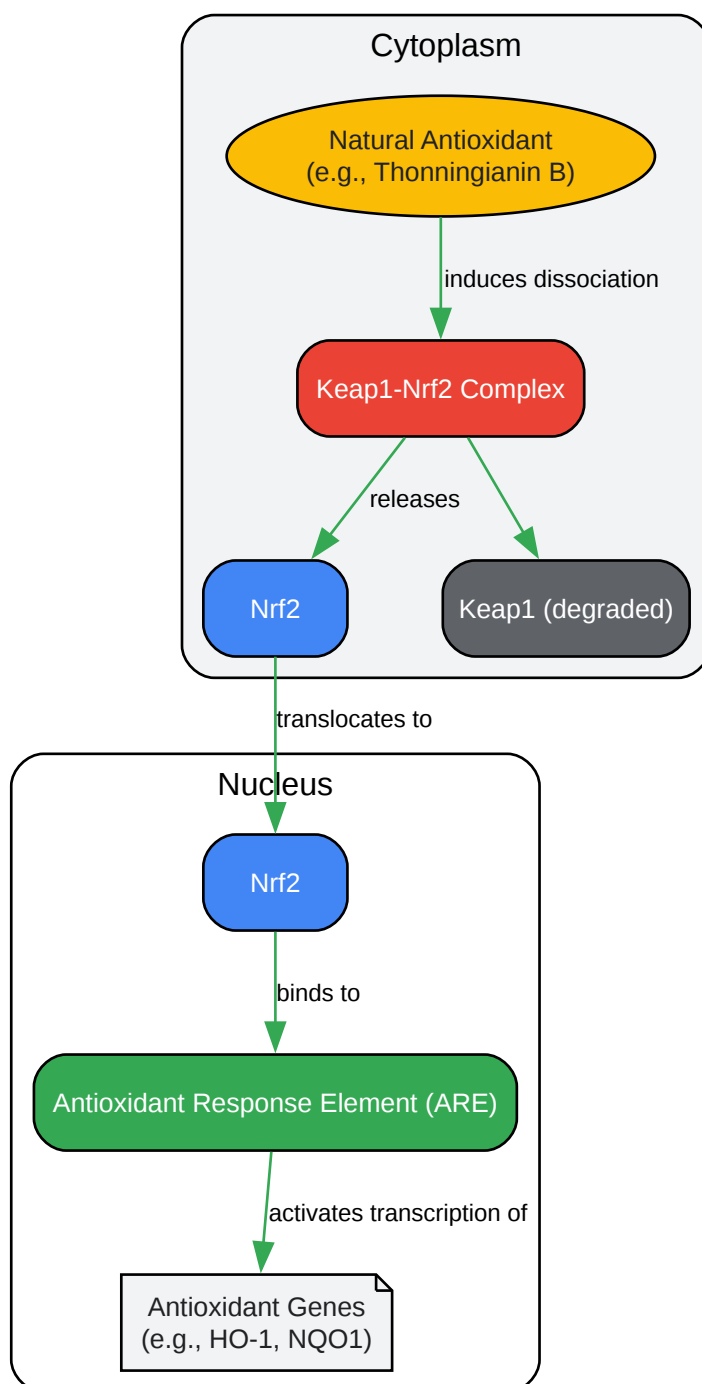 Cytoplasm
Natural Antioxidant
(e.g., Thonningianin B)
induces dissociation
Keap1-Nrf2 Complex
releases
Nrf2
Keap1 (degraded)
translocates to
Nucleus
Nrf2
binds to
Antioxidant Response Element (ARE)
activates transcription of
Antioxidant Genes
(e.g., HO-1, NQO1)